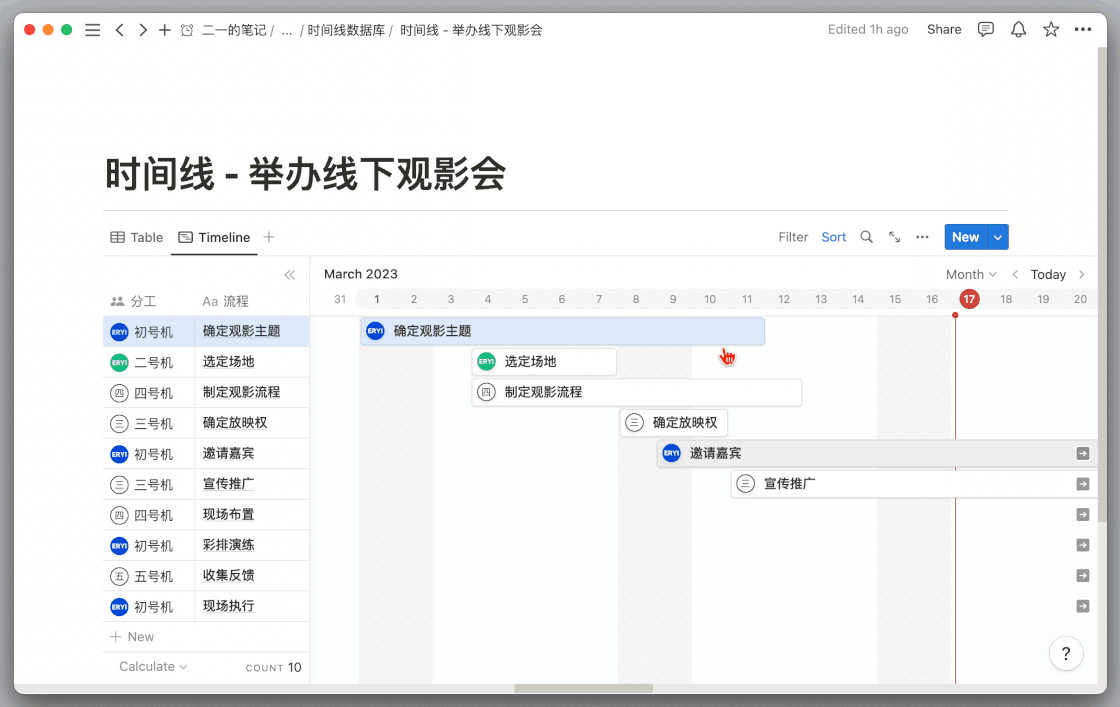 二一的笔记 / ... / 时间线数据库 / 时间线 - 举办线下观影会 Edited 1h ago Share
时间线 - 举办线下观影会
Table Timeline Filter Sort New
March 2023 Month Today
分工 Aa 流程 31 1 2 3 4 5 6 7 8 9 10 11 12 13 14 15 16 17 18 19 20
ERYI 初号机 确定观影主题 ERYI 确定观影主题
ERYI 二号机 选定场地 ERYI 选定场地
四 四号机 制定观影流程 四 制定观影流程
三 三号机 确定放映权 三 确定放映权
ERYI 初号机 邀请嘉宾 ERYI 邀请嘉宾
三 三号机 宣传推广 三 宣传推广
四 四号机 现场布置
ERYI 初号机 彩排演练
五 五号机 收集反馈
ERYI 初号机 现场执行
New
Calculate COUNT 10 ?